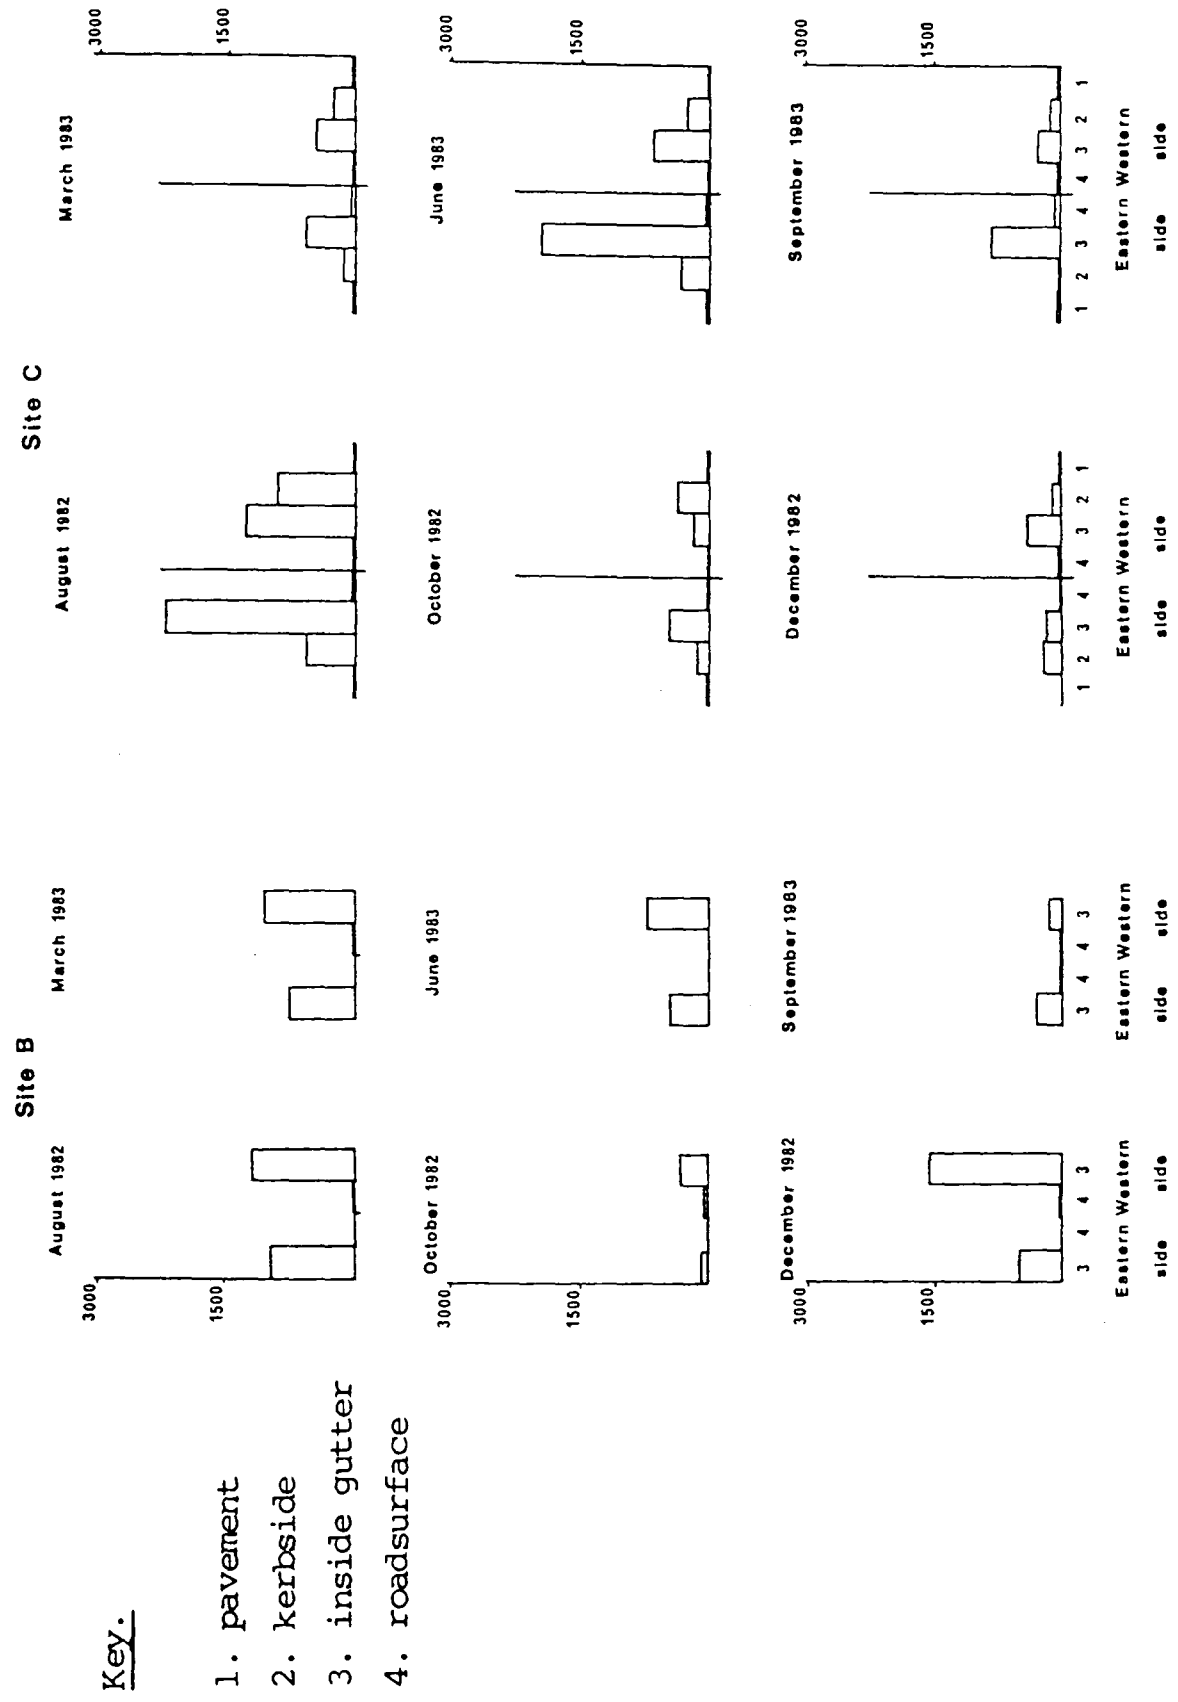 Site B
Site C
August 1982
March 1983
August 1982
March 1983
3000
1500
3000
1500
October 1982
June 1983
October 1982
June 1983
3000
1500
3000
1500
December 1982
September 1983
December 1982
September 1983
3000
1500
3000
1500
3 4 4 3
3 4 4 3
1 2 3 4 4 3 2 1
1 2 3 4 4 3 2 1
Eastern Western
side side
Eastern Western
side side
Eastern Western
side side
Eastern Western
side side
Key.
1. pavement
2. kerbside
3. inside gutter
4. roadsurface